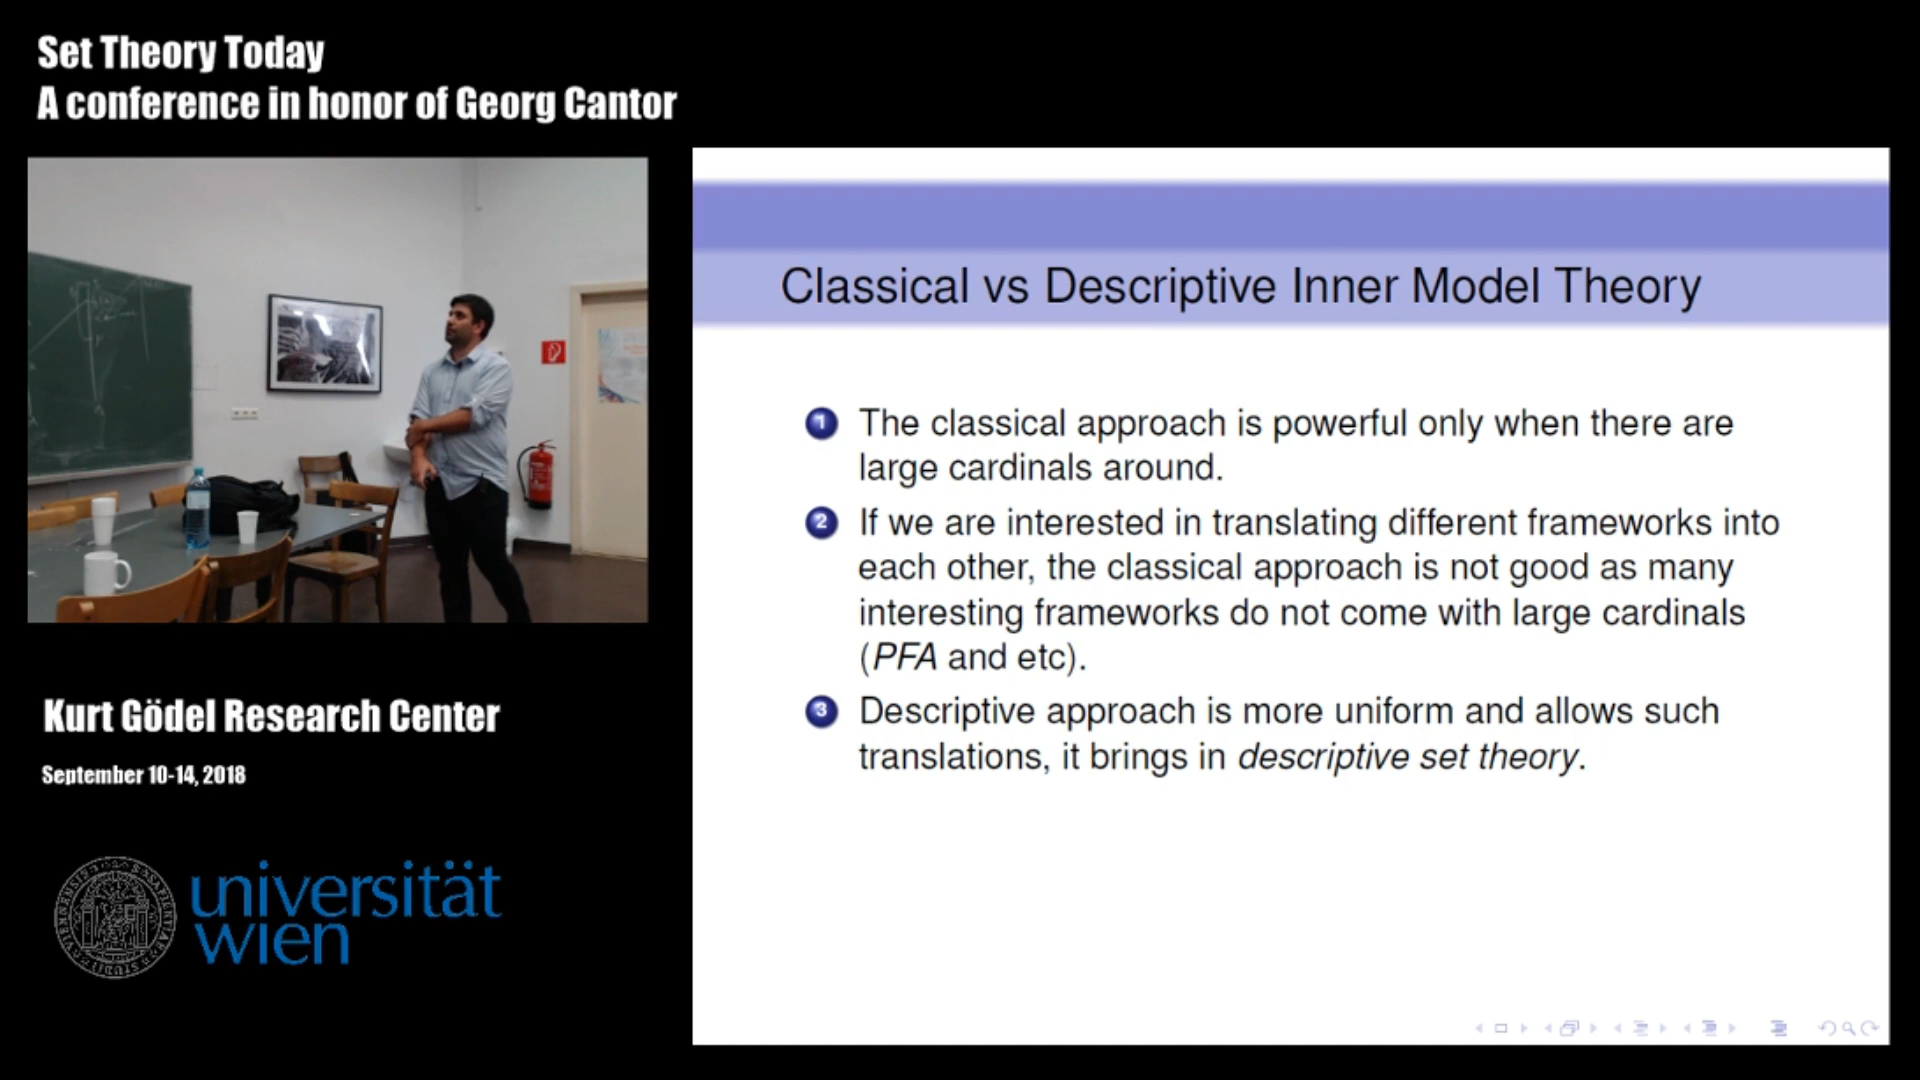 Set Theory Today
A conference in honor of Georg Cantor
Classical vs Descriptive Inner Model Theory
1 The classical approach is powerful only when there are
large cardinals around.
2 If we are interested in translating different frameworks into
each other, the classical approach is not good as many
interesting frameworks do not come with large cardinals
(PFA and etc).
3 Descriptive approach is more uniform and allows such
translations, it brings in descriptive set theory.
Kurt Gödel Research Center
September 10-14, 2018
universität
wien